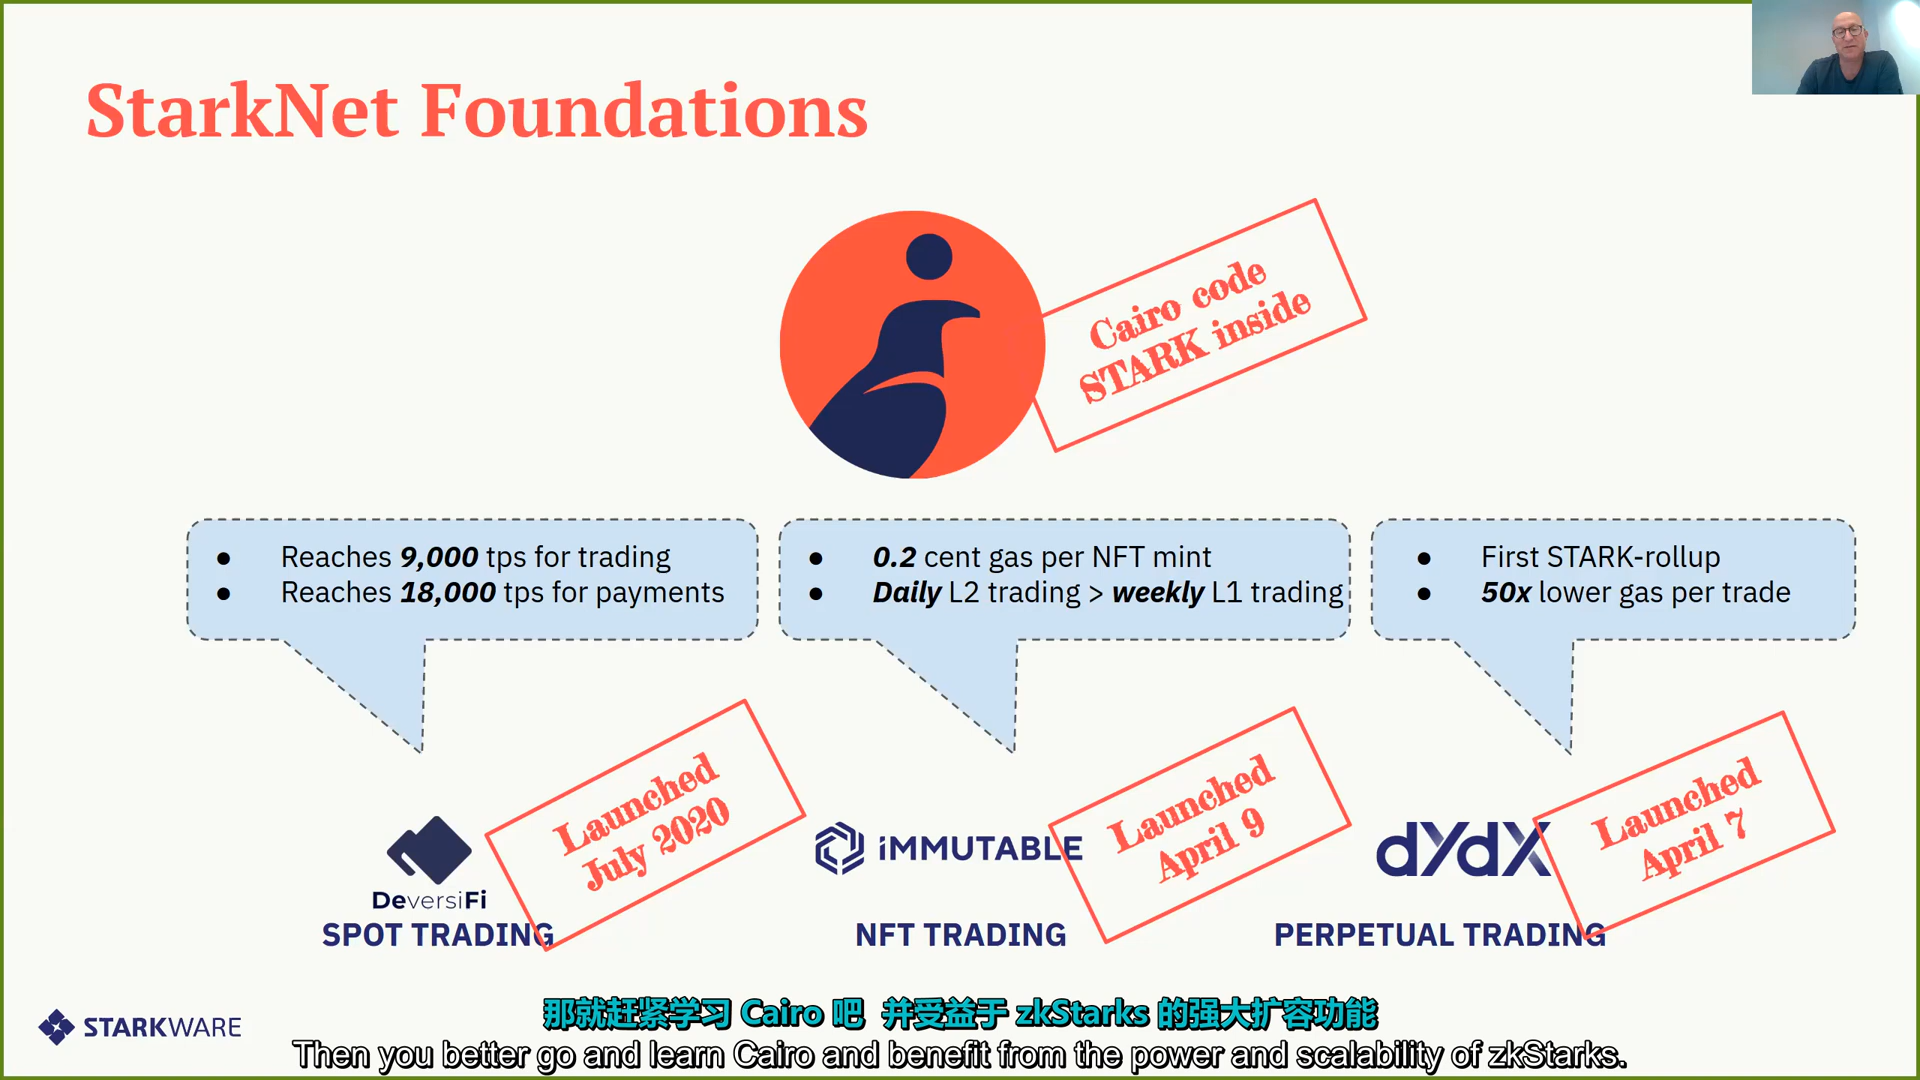 StarkNet Foundations
Cairo code
STARK inside
● Reaches 9,000 tps for trading
● Reaches 18,000 tps for payments
● 0.2 cent gas per NFT mint
● Daily L2 trading > weekly L1 trading
● First STARK-rollup
● 50x lower gas per trade
Launched
July 2020
DeversiFi
SPOT TRADING
iMMUTABLE
Launched
April 9
NFT TRADING
dYdX
Launched
April 7
PERPETUAL TRADING
STARKWARE
那就赶紧学习 Cairo 吧 并受益于 zkStarks 的强大扩容功能
Then you better go and learn Cairo and benefit from the power and scalability of zkStarks.